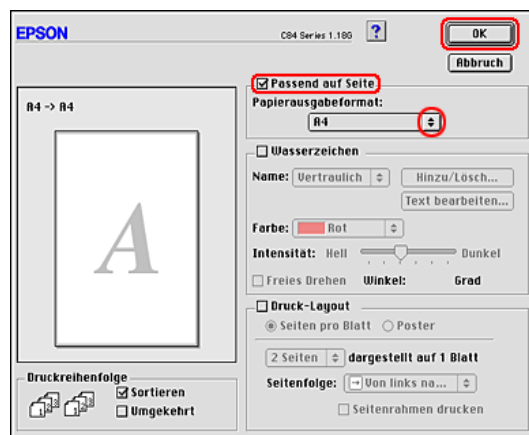 EPSON
C84 Series 1.18G
?
OK
Abbruch
A4 -> A4
A
Passend auf Seite
Papierausgabeformat:
A4
Wasserzeichen
Name: Vertraulich
Hinzu/Lösch...
Text bearbeiten...
Farbe: Rot
Intensität: Hell Dunkel
Freies Drehen Winkel: Grad
Druck-Layout
Seiten pro Blatt Poster
2 Seiten dargestellt auf 1 Blatt
Seitenfolge: Von links na...
Seitenrahmen drucken
Druckreihenfolge
Sortieren
Umgekehrt